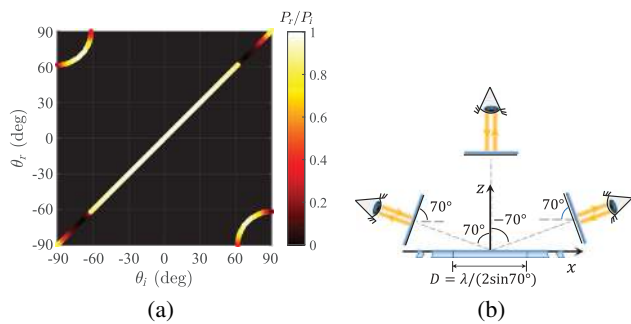 (a)
P_r/P_i
90
60
30
0
-30
-60
-90
θ_r (deg)
-90 -60 -30 0 30 60 90
θ_i (deg)
1
0.8
0.6
0.4
0.2
0
(a)
(b)
z
70° 70°
-70°
70°
x
D = λ/(2sin70°)
(b)